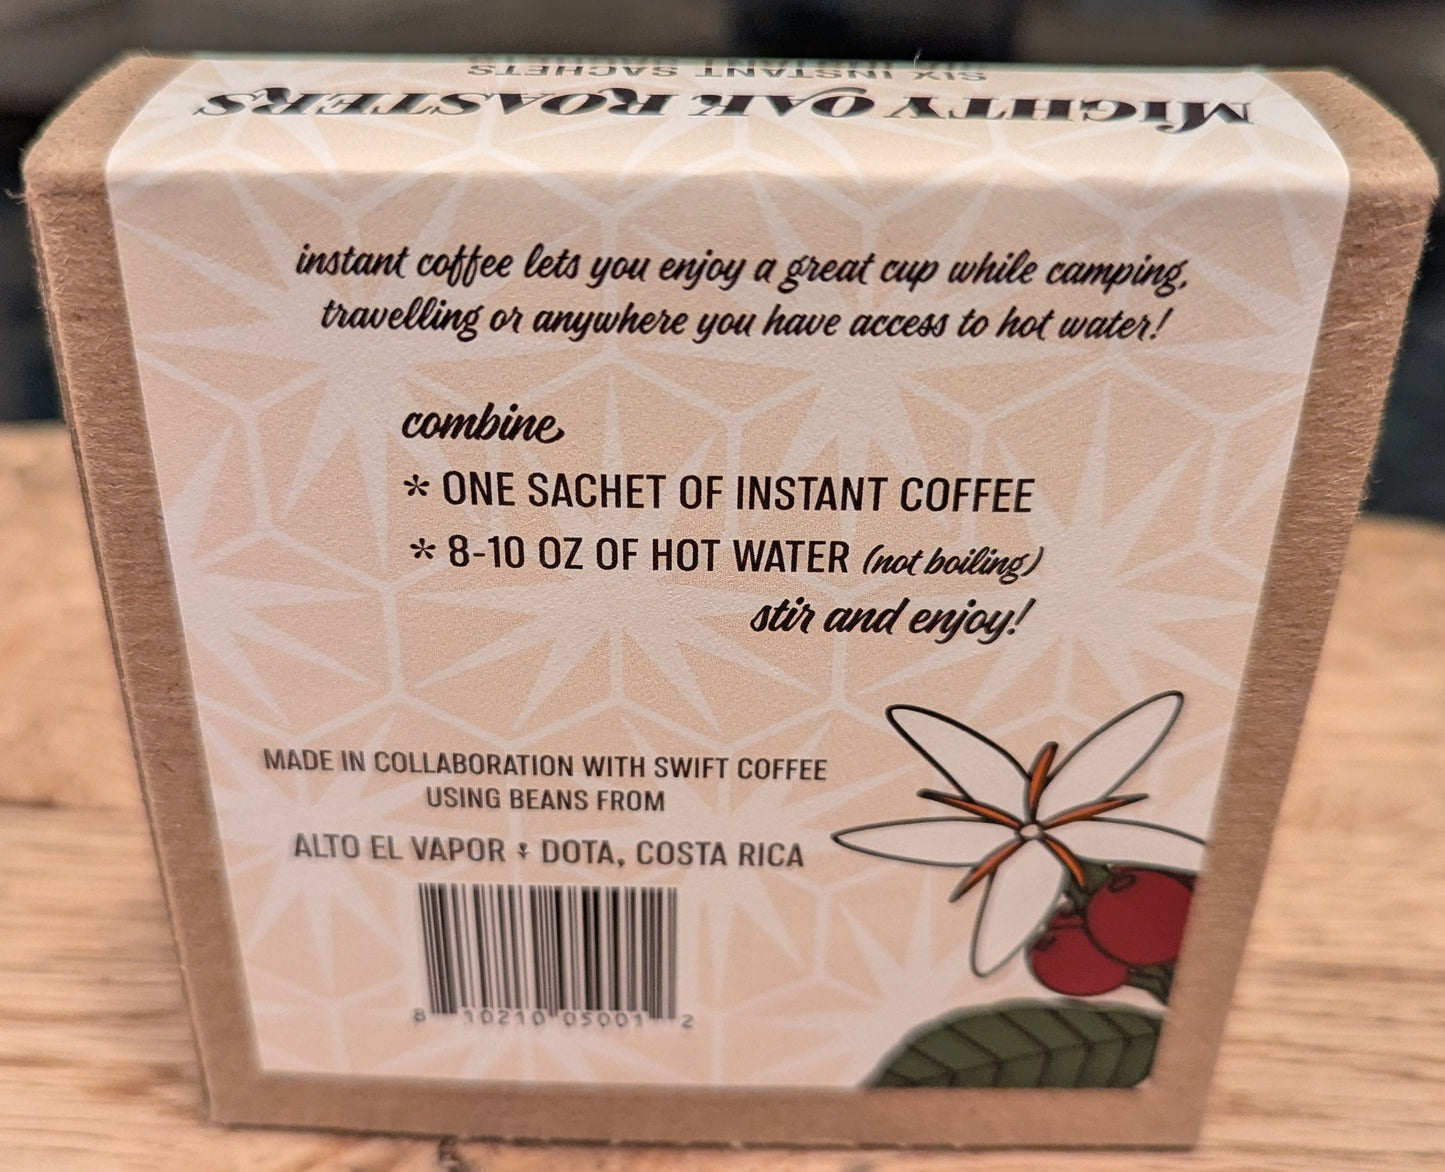 SIX INSTANT SACHETS
MIGHTY OAK ROASTERS
instant coffee lets you enjoy a great cup while camping,
travelling or anywhere you have access to hot water!
combine
* ONE SACHET OF INSTANT COFFEE
* 8-10 OZ OF HOT WATER (not boiling)
stir and enjoy!
MADE IN COLLABORATION WITH SWIFT COFFEE
USING BEANS FROM
ALTO EL VAPOR * DOTA, COSTA RICA
8 10210 05001 2